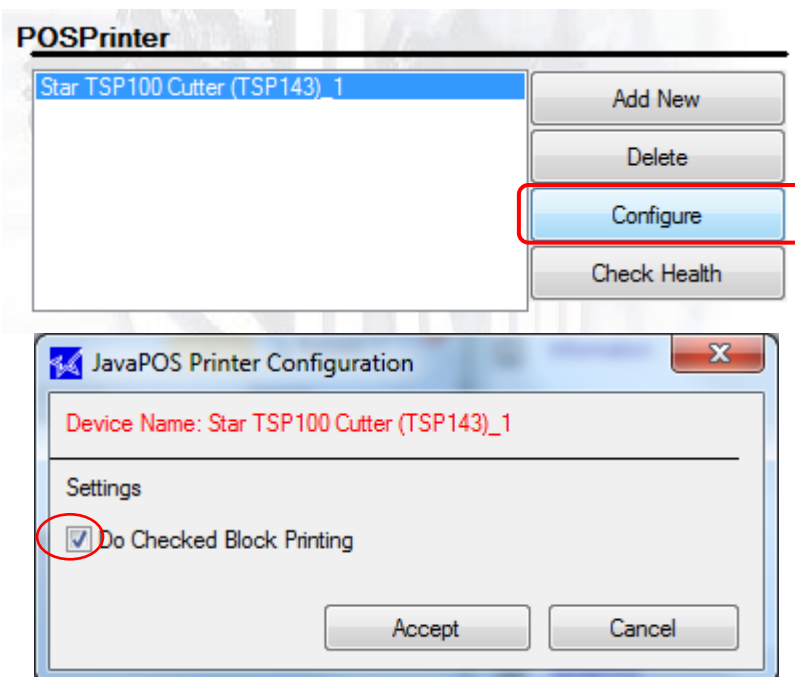 POSPrinter
Star TSP100 Cutter (TSP143)_1
Add New
Delete
Configure
Check Health
JavaPOS Printer Configuration
Device Name: Star TSP100 Cutter (TSP143)_1
Settings
Do Checked Block Printing
Accept
Cancel